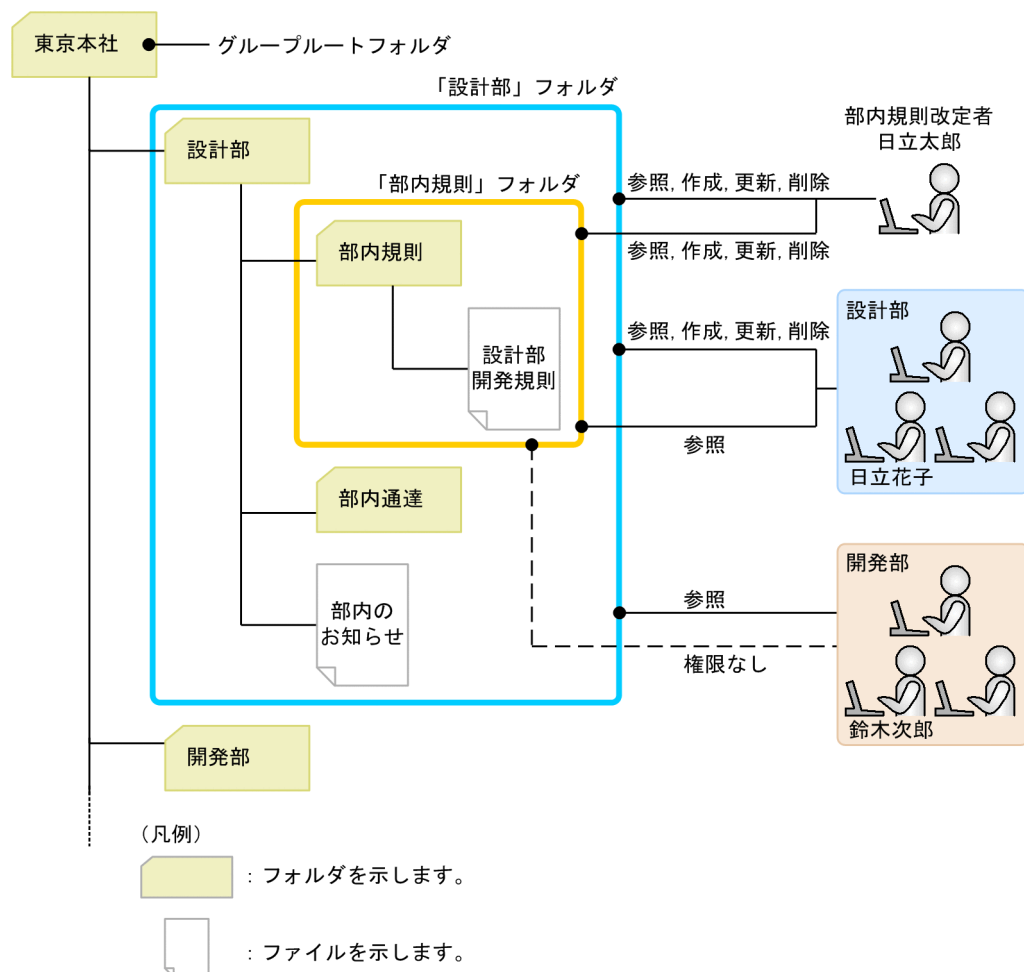 東京本社
グループルートフォルダ
「設計部」フォルダ
設計部
「部内規則」フォルダ
部内規則
設計部
開発規則
部内通達
部内の
お知らせ
開発部
部内規則改定者
日立太郎
参照, 作成, 更新, 削除
参照, 作成, 更新, 削除
設計部
参照, 作成, 更新, 削除
参照
日立花子
開発部
参照
権限なし
鈴木次郎
（凡例）
：フォルダを示します。
：ファイルを示します。